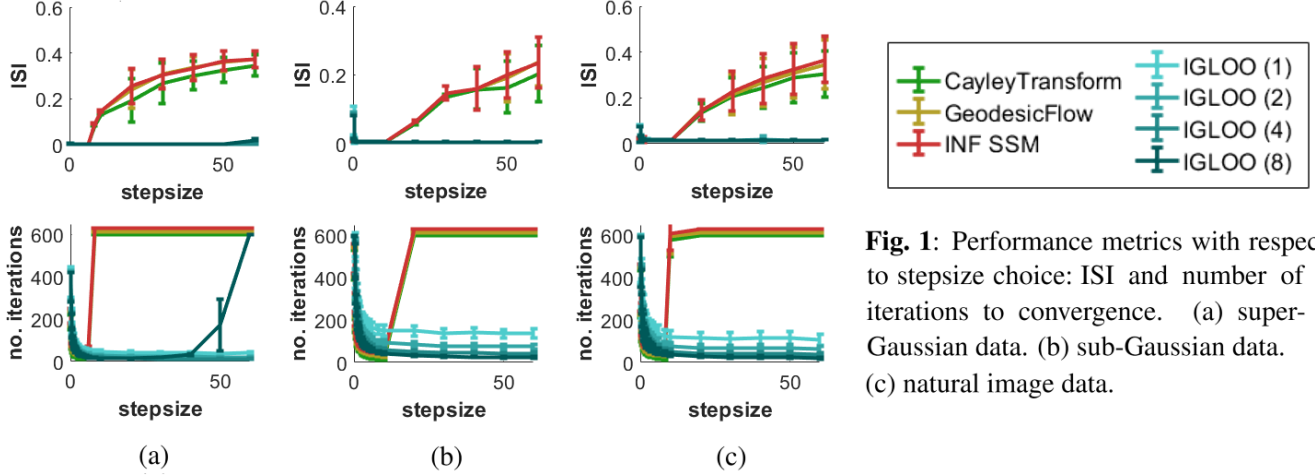 0.6
0.4
0.2
0
ISI
0
50
stepsize
0.4
0.2
0
ISI
0
50
stepsize
0.6
0.4
0.2
0
ISI
0
50
stepsize
CayleyTransform
GeodesicFlow
INF SSM
IGLOO (1)
IGLOO (2)
IGLOO (4)
IGLOO (8)
600
400
200
0
no. iterations
0
50
stepsize
(a)
600
400
200
0
no. iterations
0
50
stepsize
(b)
600
400
200
0
no. iterations
0
50
stepsize
(c)
Fig. 1: Performance metrics with respec
to stepsize choice: ISI and number of
iterations to convergence. (a) super-
Gaussian data. (b) sub-Gaussian data.
(c) natural image data.